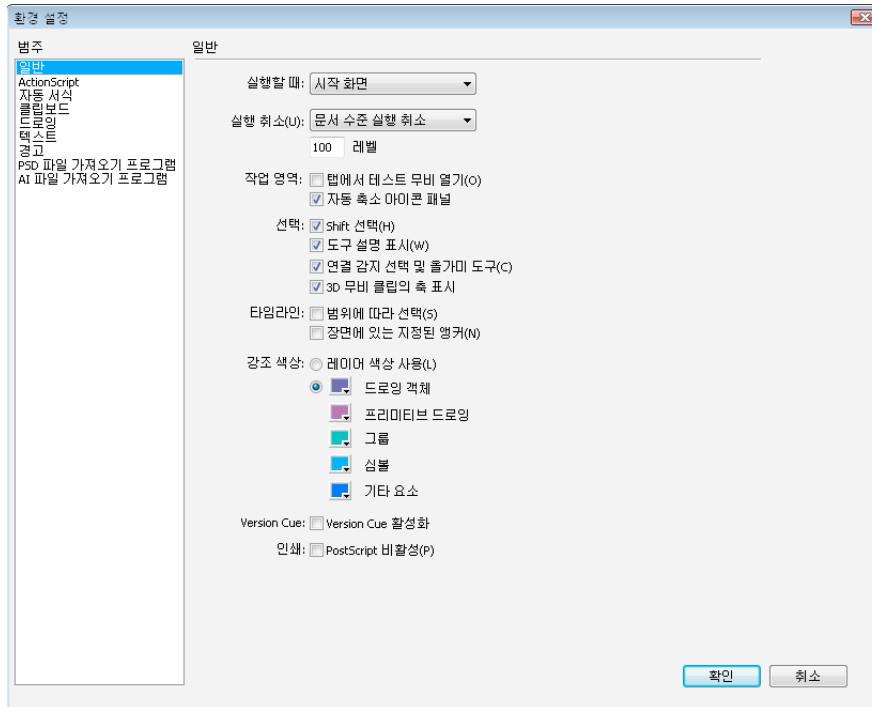 환경 설정
범주
일반
ActionScript
자동 서식
클립보드
드로잉
텍스트
경고
PSD 파일 가져오기 프로그램
AI 파일 가져오기 프로그램
일반
실행할 때: 시작 화면
실행 취소(U): 문서 수준 실행 취소
100 레벨
작업 영역: 탭에서 테스트 무비 열기(O)
자동 축소 아이콘 패널
선택: Shift 선택(H)
도구 설명 표시(W)
연결 감지 선택 및 올가미 도구(C)
3D 무비 클립의 축 표시
타임라인: 범위에 따라 선택(S)
장면에 있는 지정된 앵커(N)
강조 색상: 레이어 색상 사용(L)
드로잉 객체
프리미티브 드로잉
그룹
심볼
기타 요소
Version Cue: Version Cue 활성화
인쇄: PostScript 비활성(P)
확인 취소